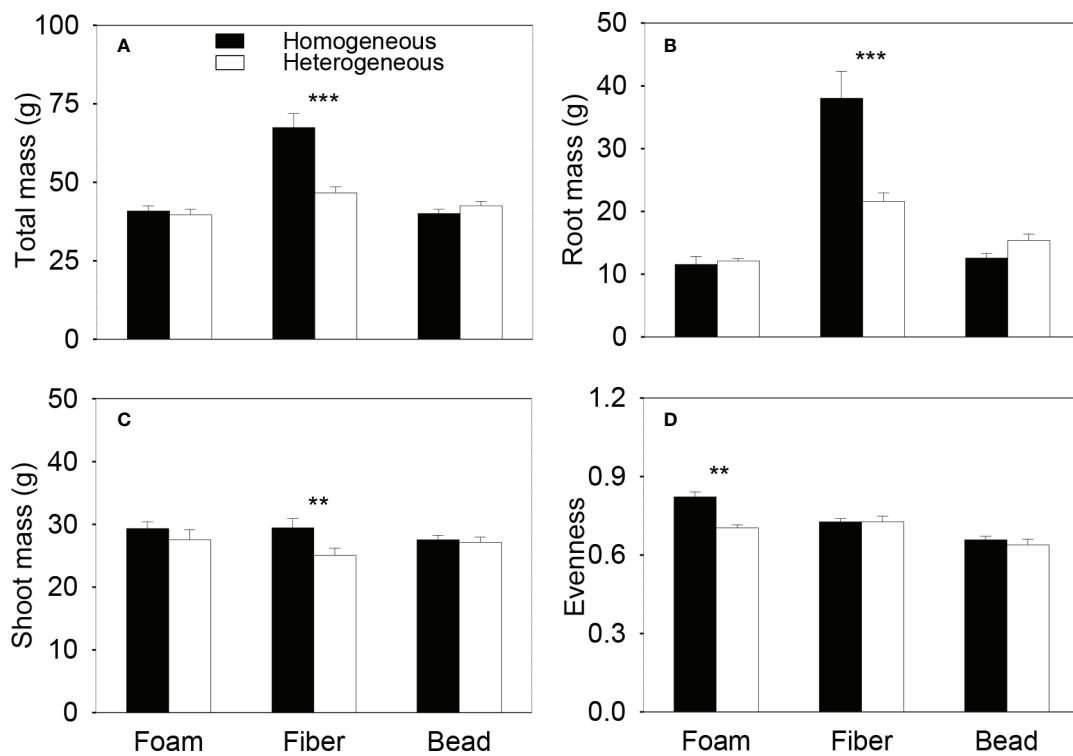 A
Homogeneous
Heterogeneous
***
Total mass (g)
100
75
50
25
0
B
***
Root mass (g)
50
40
30
20
10
0
C
**
Shoot mass (g)
50
40
30
20
10
0
Foam Fiber Bead
D
**
Evenness
1.2
0.9
0.6
0.3
0.0
Foam Fiber Bead